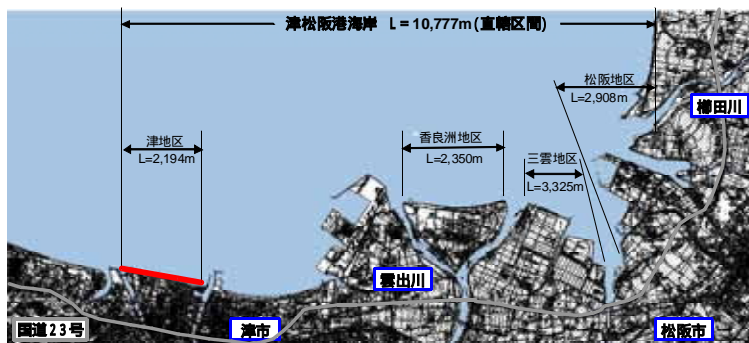 津松阪港海岸 L=10,777m(直轄区間)
松阪地区
L=2,908m
櫛田川
津地区
L=2,194m
香良洲地区
L=2,350m
三雲地区
L=3,325m
雲出川
国道23号
津市
松阪市